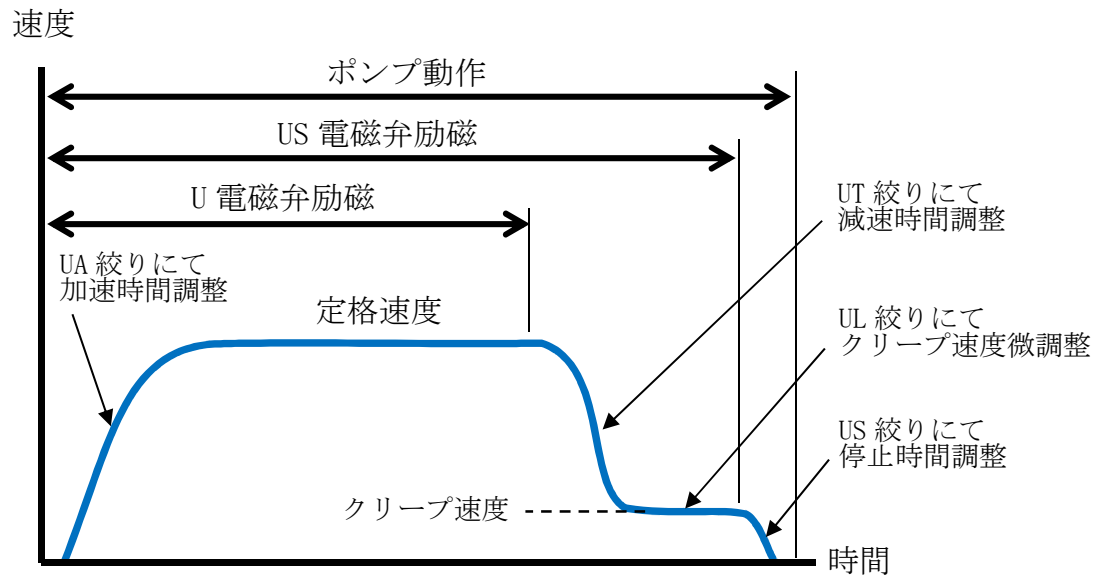 速度
ポンプ動作
US 電磁弁励磁
U 電磁弁励磁
UA 絞りにて
加速時間調整
定格速度
UT 絞りにて
減速時間調整
UL 絞りにて
クリープ速度微調整
US 絞りにて
停止時間調整
クリープ速度
時間